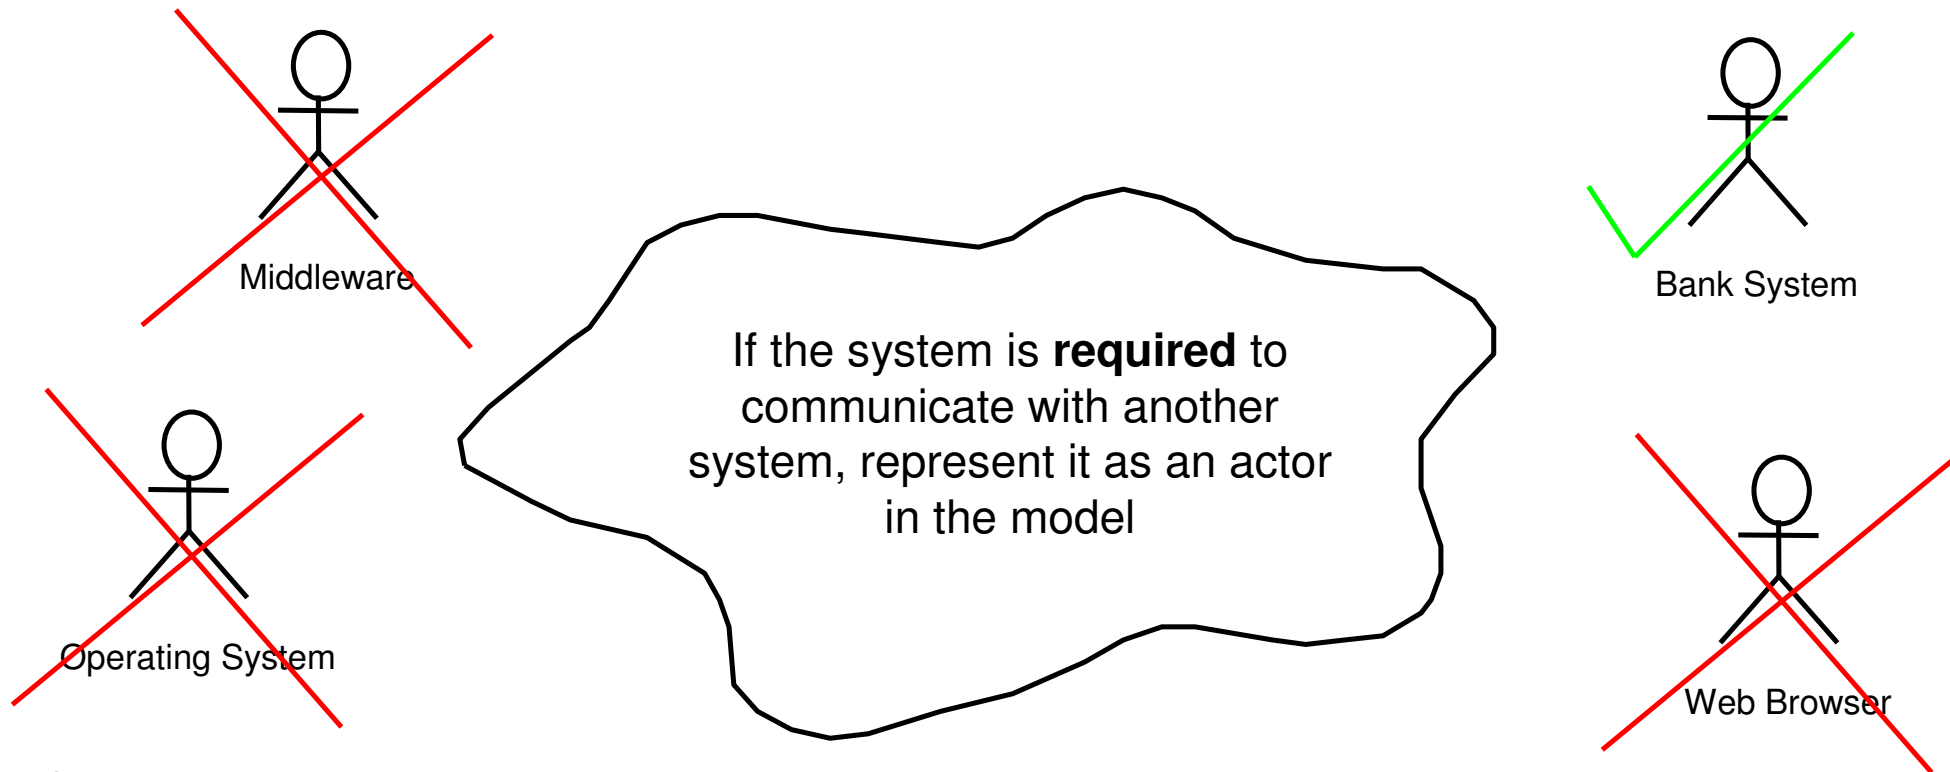 Middleware
Bank System
If the system is required to
communicate with another
system, represent it as an actor
in the model
Operating System
Web Browser